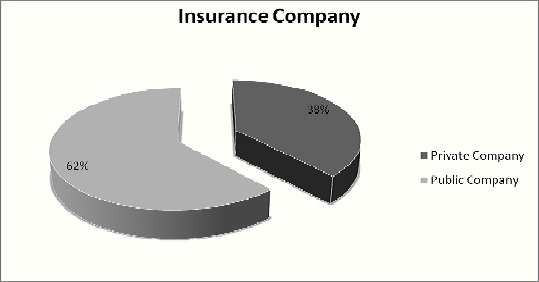 Insurance Company
38%
62%
Private Company
Public Company